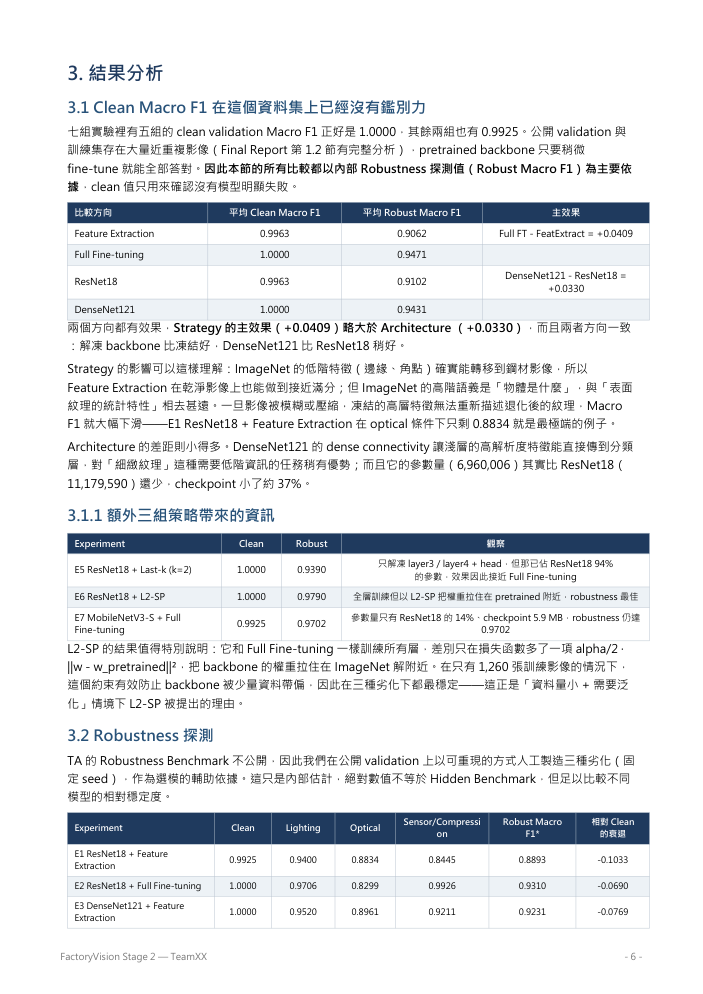 3. 結果分析
3.1 Clean Macro F1 在這個資料集上已經沒有鑑別力
七組實驗裡有五組的 clean validation Macro F1 正好是 1.0000，其餘兩組也有 0.9925。公開 validation 與
訓練集存在大量近重複影像（Final Report 第 1.2 節有完整分析），pretrained backbone 只要稍微
fine-tune 就能全部答對。因此本節的所有比較都以內部 Robustness 探測值（Robust Macro F1）為主要依
據，clean 值只用來確認沒有模型明顯失敗。
比較方向 平均 Clean Macro F1 平均 Robust Macro F1 主效果
Feature Extraction 0.9963 0.9062 Full FT - FeatExtract = +0.0409
Full Fine-tuning 1.0000 0.9471
ResNet18 0.9963 0.9102 DenseNet121 - ResNet18 =
+0.0330
DenseNet121 1.0000 0.9431
兩個方向都有效果，Strategy 的主效果（+0.0409）略大於 Architecture （+0.0330），而且兩者方向一致
：解凍 backbone 比凍結好，DenseNet121 比 ResNet18 稍好。
Strategy 的影響可以這樣理解：ImageNet 的低階特徵（邊緣、角點）確實能轉移到鋼材影像，所以
Feature Extraction 在乾淨影像上也能做到接近滿分；但 ImageNet 的高階語義是「物體是什麼」，與「表面
紋理的統計特性」相去甚遠。一旦影像被模糊或壓縮，凍結的高層特徵無法重新描述退化後的紋理，Macro
F1 就大幅下滑——E1 ResNet18 + Feature Extraction 在 optical 條件下只剩 0.8834 就是最極端的例子。
Architecture 的差距則小得多。DenseNet121 的 dense connectivity 讓淺層的高解析度特徵能直接傳到分類
層，對「細緻紋理」這種需要低階資訊的任務稍有優勢；而且它的參數量（6,960,006）其實比 ResNet18（
11,179,590）還少，checkpoint 小了約 37%。
3.1.1 額外三組策略帶來的資訊
Experiment Clean Robust 觀察
E5 ResNet18 + Last-k (k=2) 1.0000 0.9390 只解凍 layer3 / layer4 + head，但那已佔 ResNet18 94%
的參數，效果因此接近 Full Fine-tuning
E6 ResNet18 + L2-SP 1.0000 0.9790 全層訓練但以 L2-SP 把權重拉住在 pretrained 附近，robustness 最佳
E7 MobileNetV3-S + Full
Fine-tuning 0.9925 0.9702 參數量只有 ResNet18 的 14%、checkpoint 5.9 MB，robustness 仍達
0.9702
L2-SP 的結果值得特別說明：它和 Full Fine-tuning 一樣訓練所有層，差別只在損失函數多了一項 alpha/2 ·
||w - w_pretrained||²，把 backbone 的權重拉住在 ImageNet 解附近。在只有 1,260 張訓練影像的情況下，
這個約束有效防止 backbone 被少量資料帶偏，因此在三種劣化下都最穩定——這正是「資料量小 + 需要泛
化」情境下 L2-SP 被提出的理由。
3.2 Robustness 探測
TA 的 Robustness Benchmark 不公開，因此我們在公開 validation 上以可重現的方式人工製造三種劣化（固
定 seed），作為選模的輔助依據。這只是內部估計，絕對數值不等於 Hidden Benchmark，但足以比較不同
模型的相對穩定度。
Experiment Clean Lighting Optical Sensor/Compressi
on Robust Macro
F1* 相對 Clean
的衰退
E1 ResNet18 + Feature
Extraction 0.9925 0.9400 0.8834 0.8445 0.8893 -0.1033
E2 ResNet18 + Full Fine-tuning 1.0000 0.9706 0.8299 0.9926 0.9310 -0.0690
E3 DenseNet121 + Feature
Extraction 1.0000 0.9520 0.8961 0.9211 0.9231 -0.0769
FactoryVision Stage 2 — TeamXX - 6 -